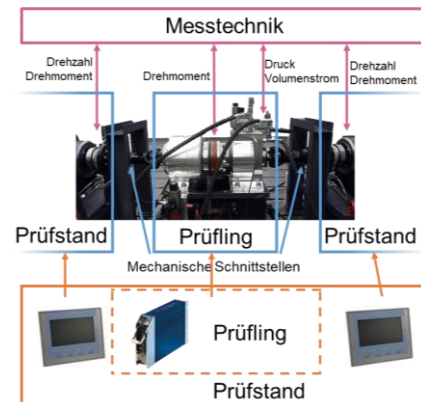 Messtechnik
Drehzahl
Drehmoment
Drehmoment
Druck
Volumenstrom
Drehzahl
Drehmoment
Prüfstand
Prüfling
Prüfstand
Mechanische Schnittstellen
Prüfling
Prüfstand